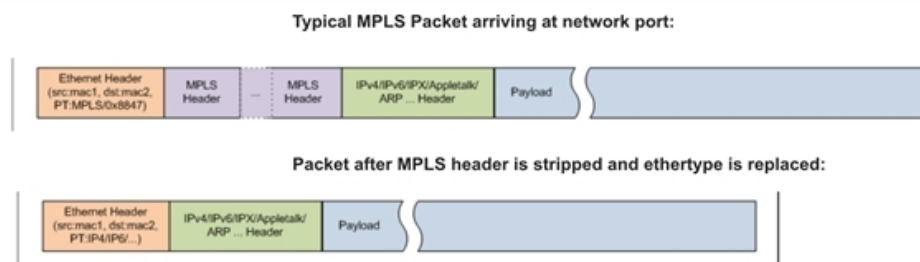 Typical MPLS Packet arriving at network port:
Ethernet Header
(src:mac1, dst:mac2,
PT:MPLS/0x8847)
MPLS
Header
...
MPLS
Header
IPv4/IPv6/IPX/Appletalk/
ARP ... Header
Payload
Packet after MPLS header is stripped and ethertype is replaced:
Ethernet Header
(src:mac1, dst:mac2,
PT:IP4/IP6/...)
IPv4/IPv6/IPX/Appletalk/
ARP ... Header
Payload